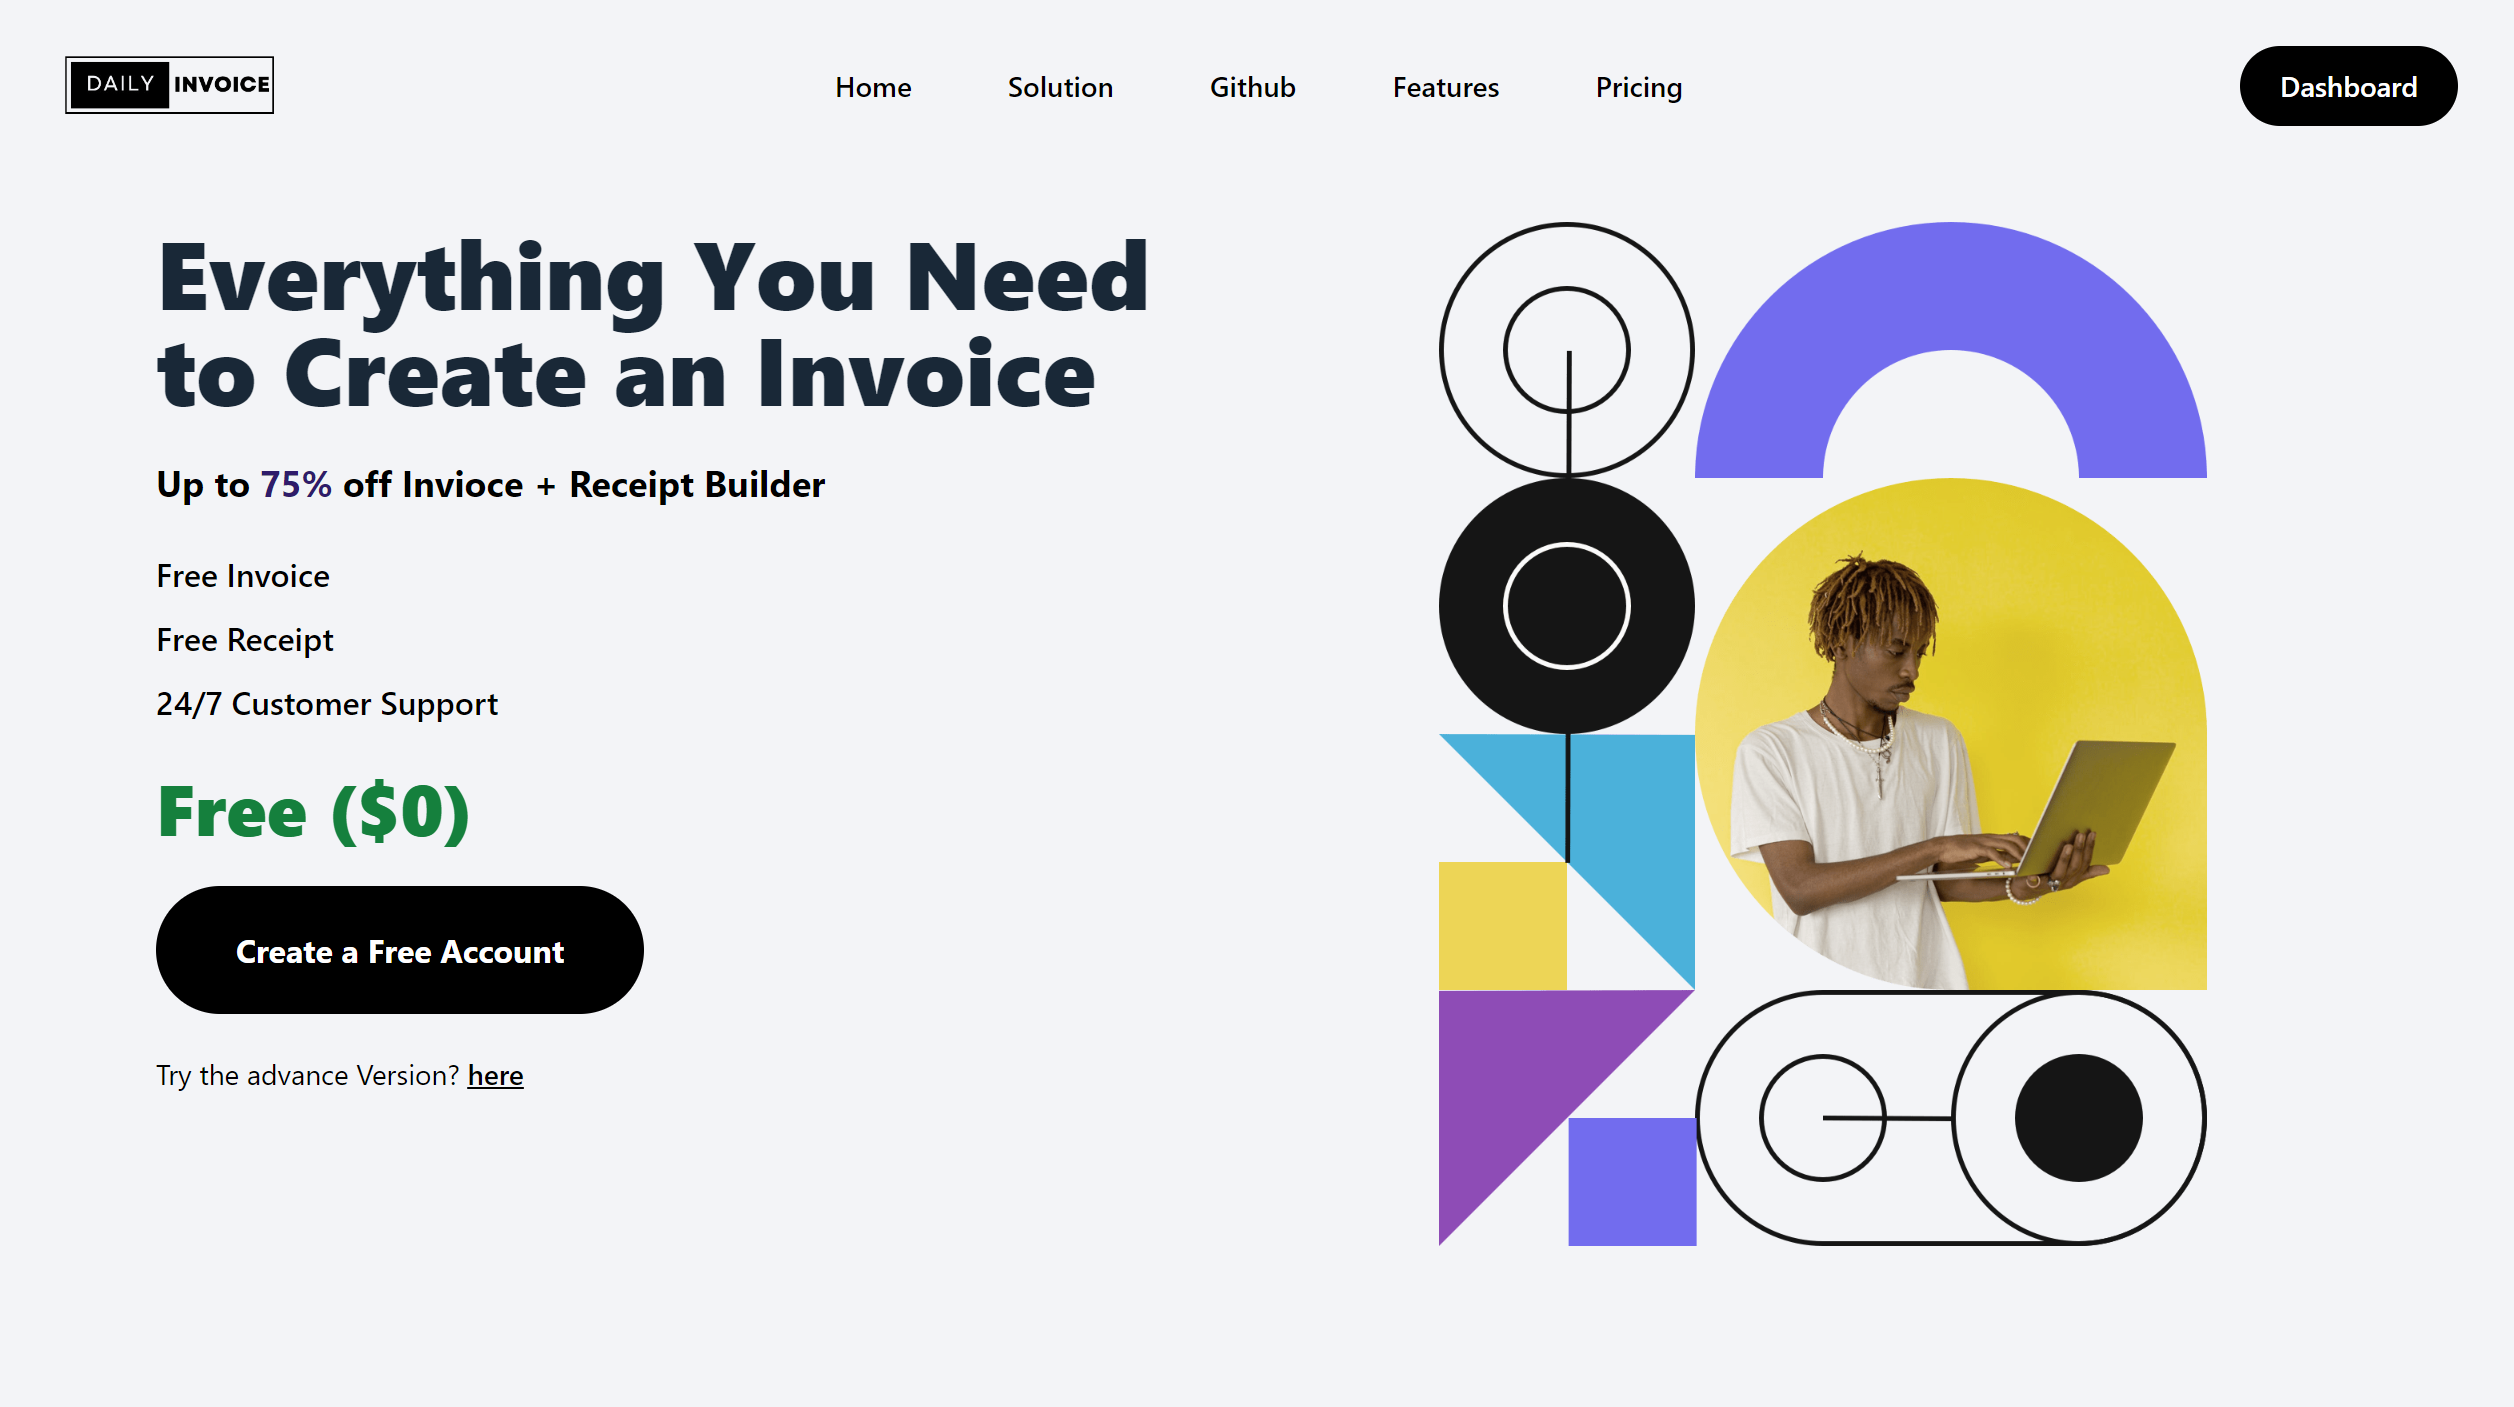 DAILY INVOICE
Home
Solution
Github
Features
Pricing
Dashboard
Everything You Need
to Create an Invoice
Up to 75% off Invioce + Receipt Builder
Free Invoice
Free Receipt
24/7 Customer Support
Free ($0)
Create a Free Account
Try the advance Version? here